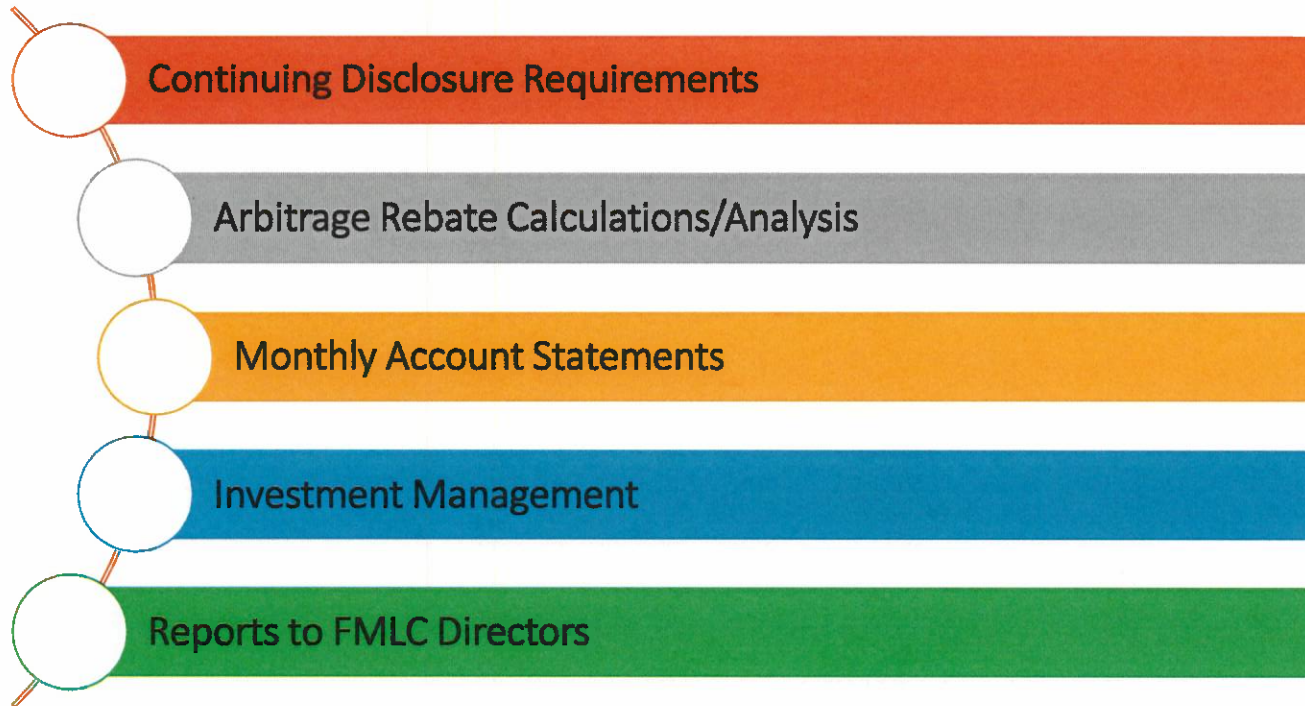 Continuing Disclosure Requirements
Arbitrage Rebate Calculations/Analysis
Monthly Account Statements
Investment Management
Reports to FMLC Directors